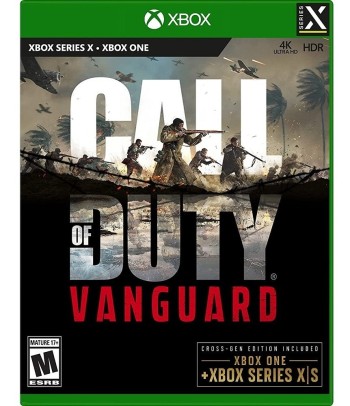 XBOX
SERIES X
XBOX SERIES X • XBOX ONE
4K
ULTRA HD
HDR
CALL
OF DUTY
®
VANGUARD
MATURE 17+
M
ESRB
CROSS-GEN EDITION INCLUDED
XBOX ONE
+XBOX SERIES X|S